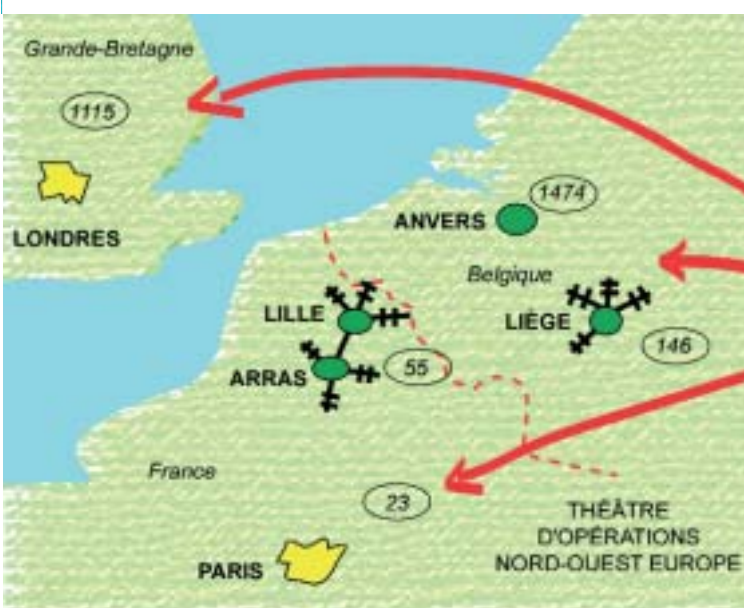 Grande-Bretagne
1115
LONDRES
1474
ANVERS
Belgique
LILLE
LIÈGE
146
55
ARRAS
France
23
THÉÂTRE
D'OPÉRATIONS
NORD-OUEST EUROPE
PARIS